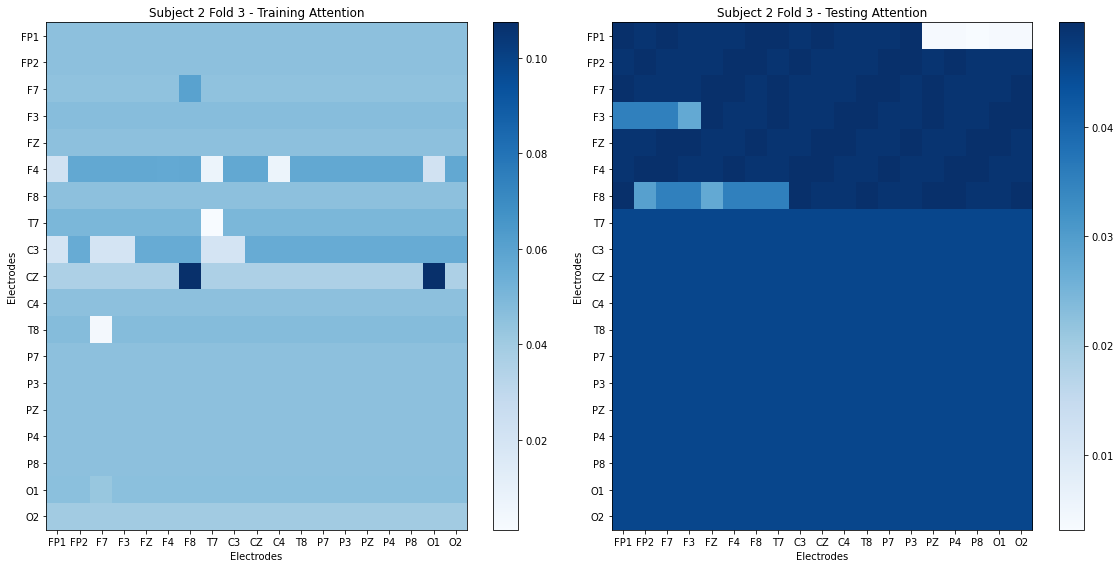 Subject 2 Fold 3 - Training Attention
Electrodes
FP1
FP2
F7
F3
FZ
F4
F8
T7
C3
CZ
C4
T8
P7
P3
PZ
P4
P8
O1
O2
FP1 FP2 F7 F3 FZ F4 F8 T7 C3 CZ C4 T8 P7 P3 PZ P4 P8 O1 O2
Electrodes
0.10
0.08
0.06
0.04
0.02
Subject 2 Fold 3 - Testing Attention
Electrodes
FP1
FP2
F7
F3
FZ
F4
F8
T7
C3
CZ
C4
T8
P7
P3
PZ
P4
P8
O1
O2
FP1 FP2 F7 F3 FZ F4 F8 T7 C3 CZ C4 T8 P7 P3 PZ P4 P8 O1 O2
Electrodes
0.04
0.03
0.02
0.01